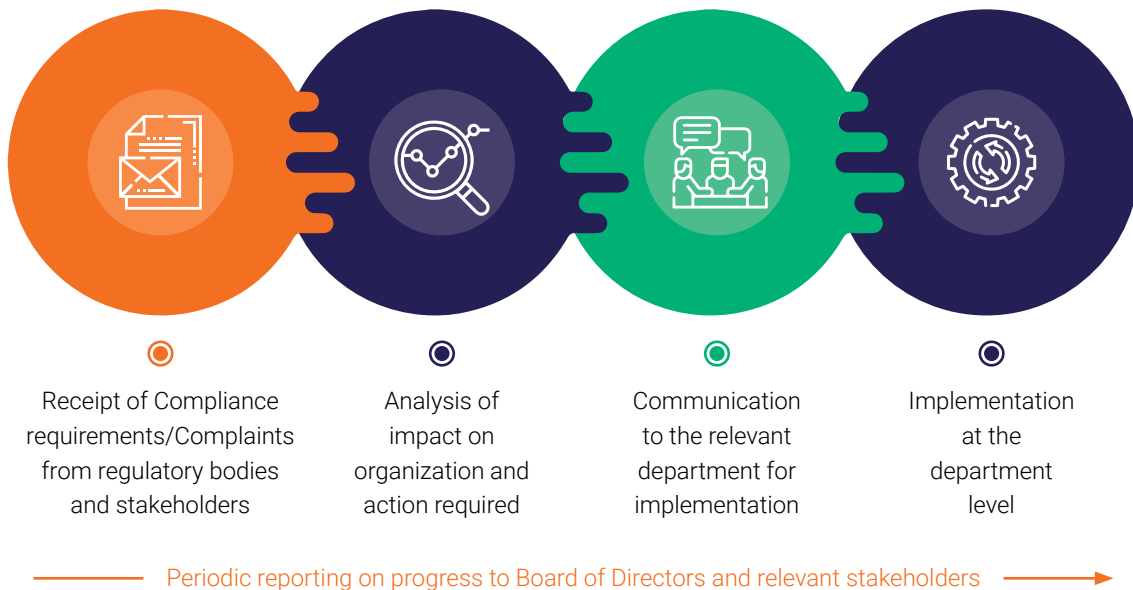 Receipt of Compliance
requirements/Complaints
from regulatory bodies
and stakeholders
Analysis of
impact on
organization and
action required
Communication
to the relevant
department for
implementation
Implementation
at the
department
level
Periodic reporting on progress to Board of Directors and relevant stakeholders